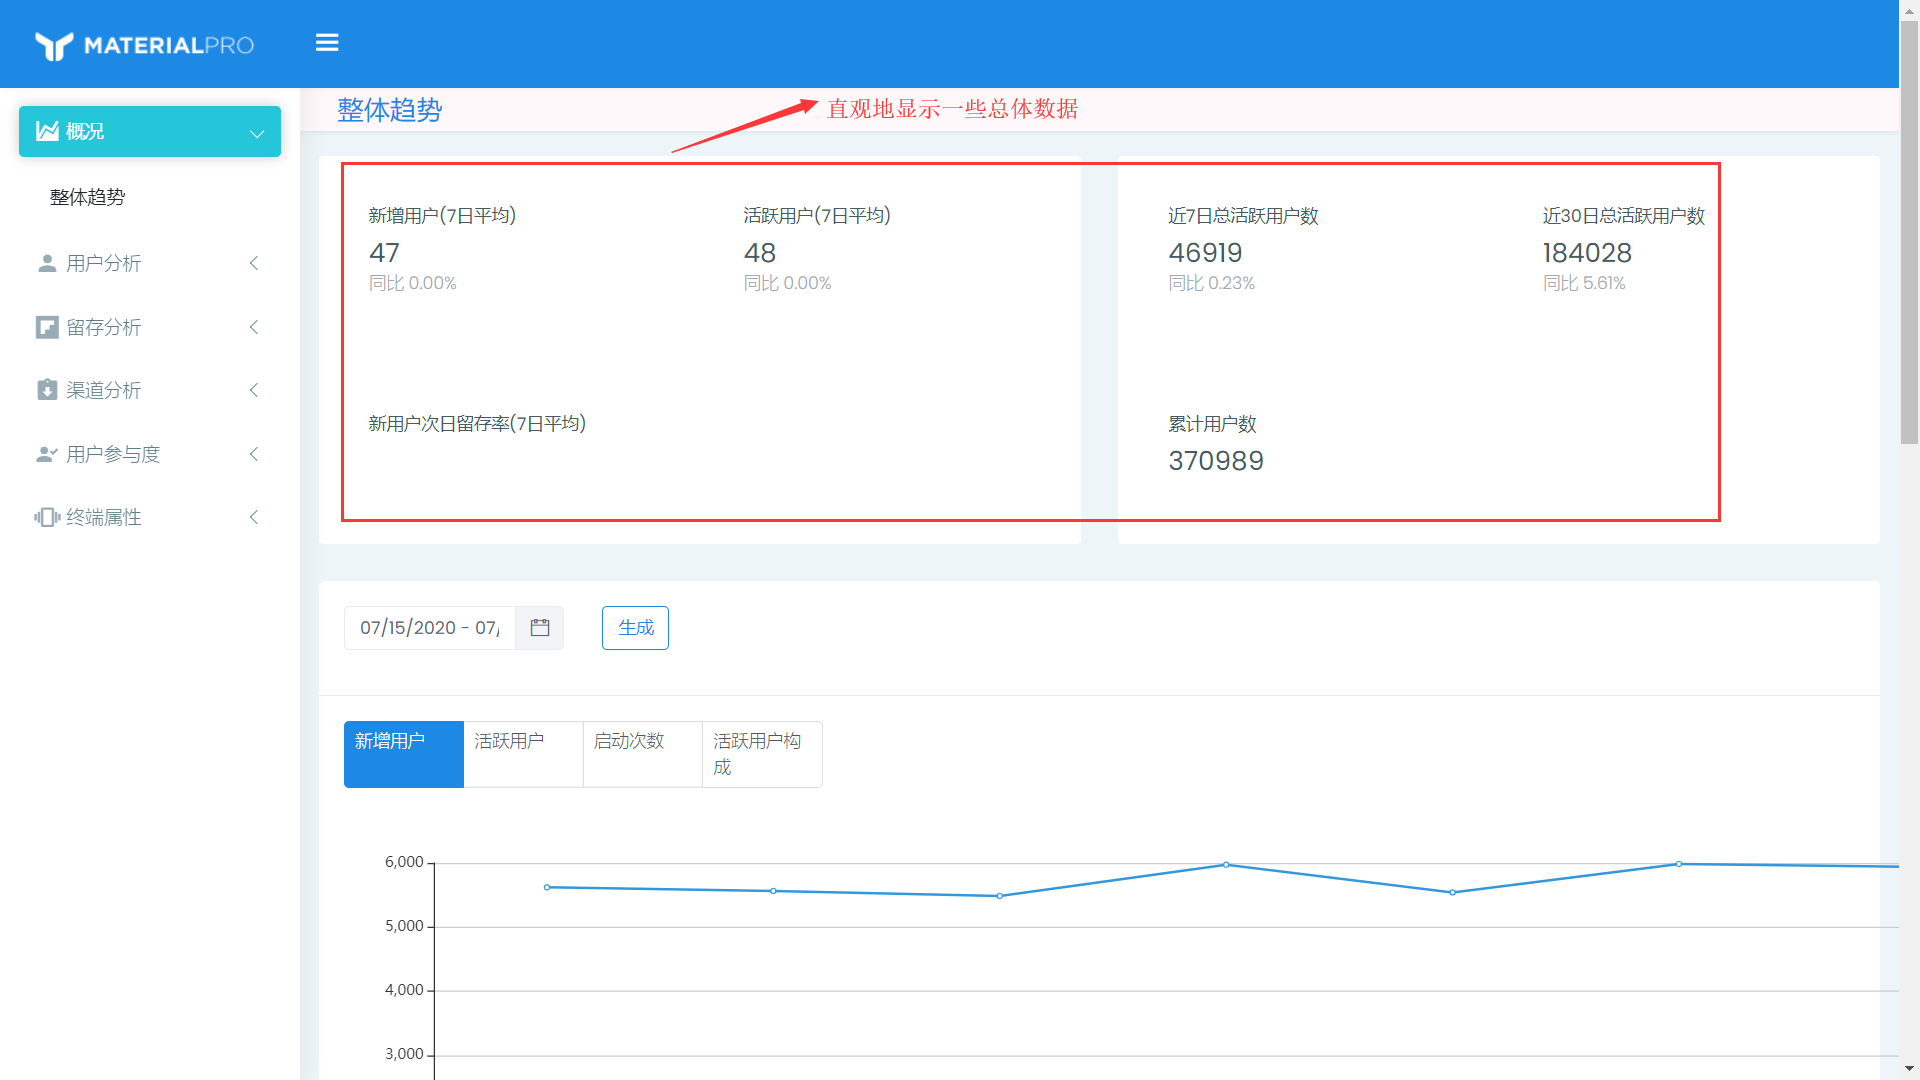 MATERIALPRO
概况
整体趋势
用户分析
留存分析
渠道分析
用户参与度
终端属性
整体趋势
直观地显示一些总体数据
新增用户(7日平均)
47
同比 0.00%
活跃用户(7日平均)
48
同比 0.00%
新用户次日留存率(7日平均)
近7日总活跃用户数
46919
同比 0.23%
近30日总活跃用户数
184028
同比 5.61%
累计用户数
370989
07/15/2020 - 07/
生成
新增用户
活跃用户
启动次数
活跃用户构
成
6,000
5,000
4,000
3,000